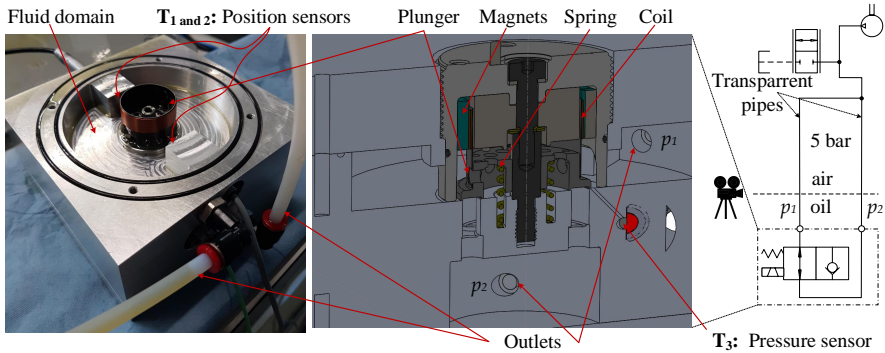 Fluid domain
T1 and 2: Position sensors
Plunger
Magnets
Spring
Coil
Transparrent
pipes
5 bar
air
oil
p1
p2
p1
p2
Outlets
T3: Pressure sensor